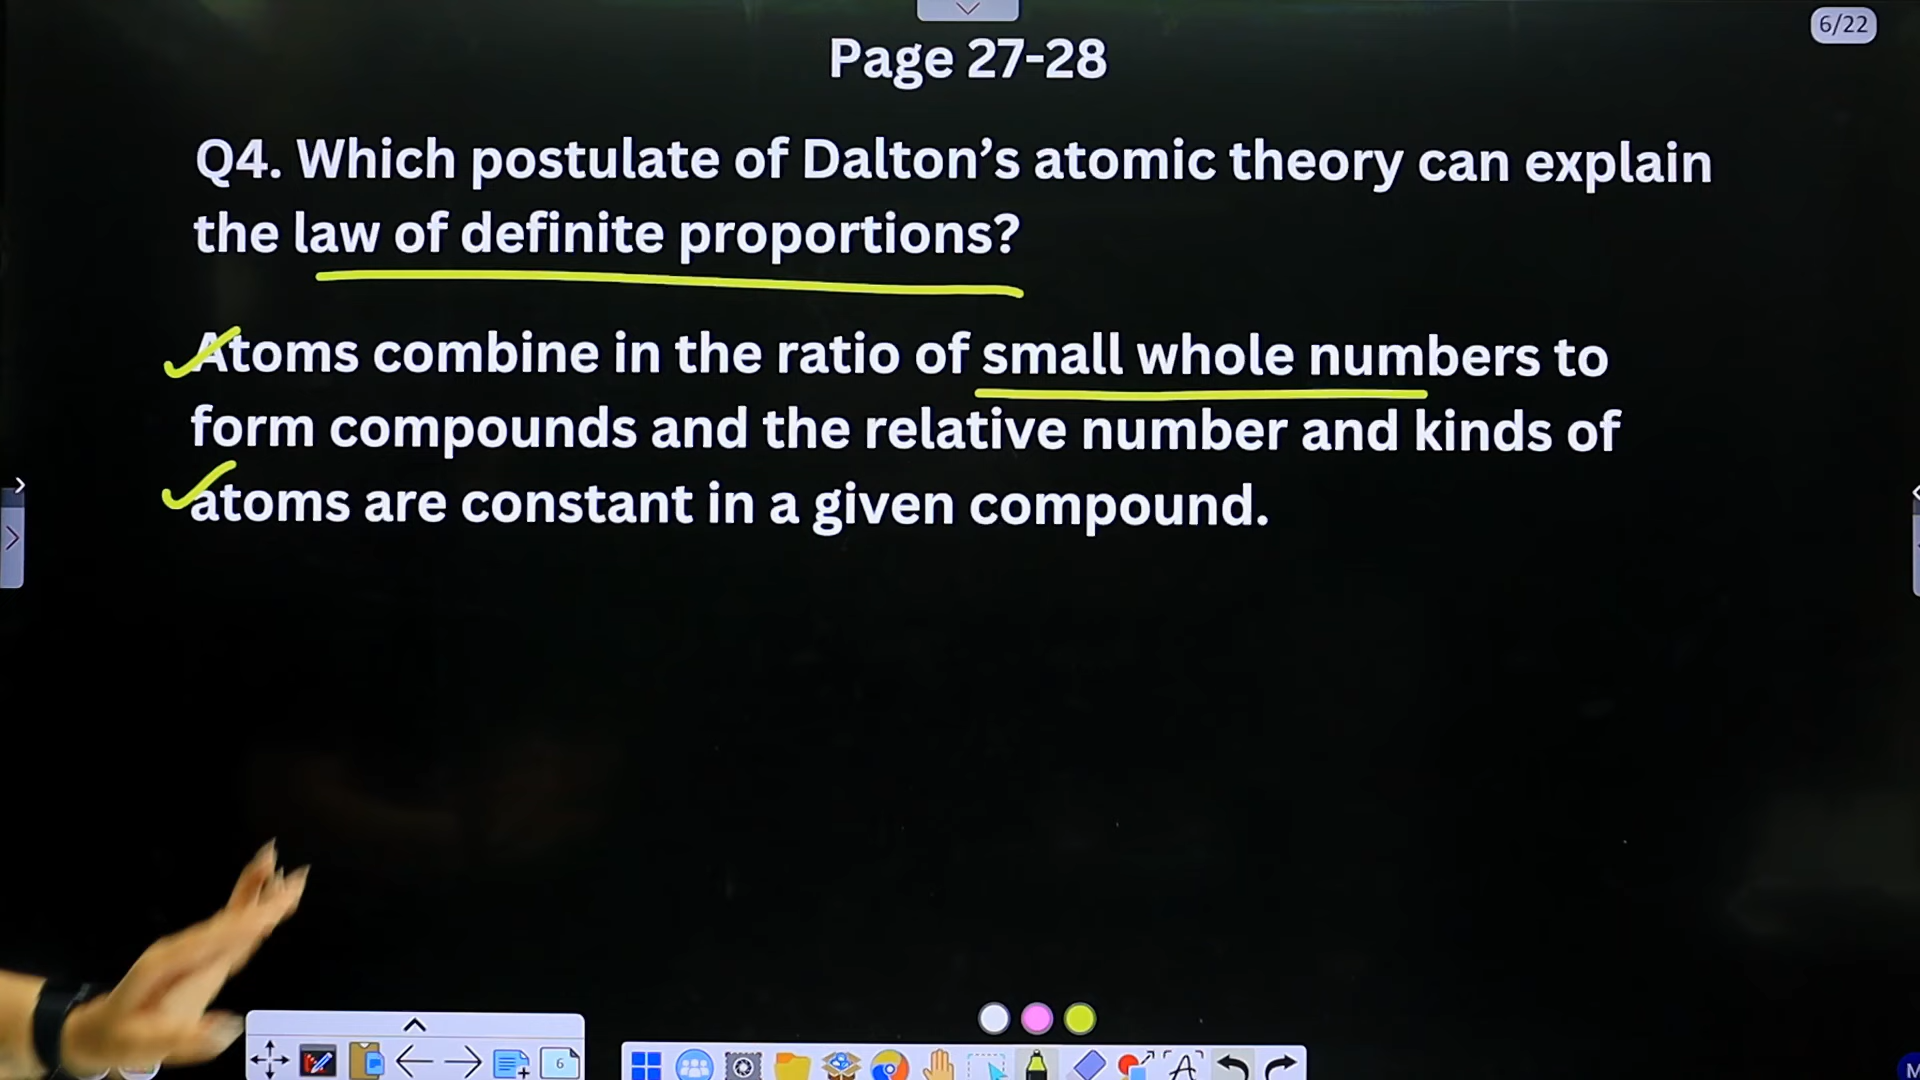 6/22
Page 27-28
Q4. Which postulate of Dalton’s atomic theory can explain
the law of definite proportions?
Atoms combine in the ratio of small whole numbers to
form compounds and the relative number and kinds of
atoms are constant in a given compound.
6
A
M